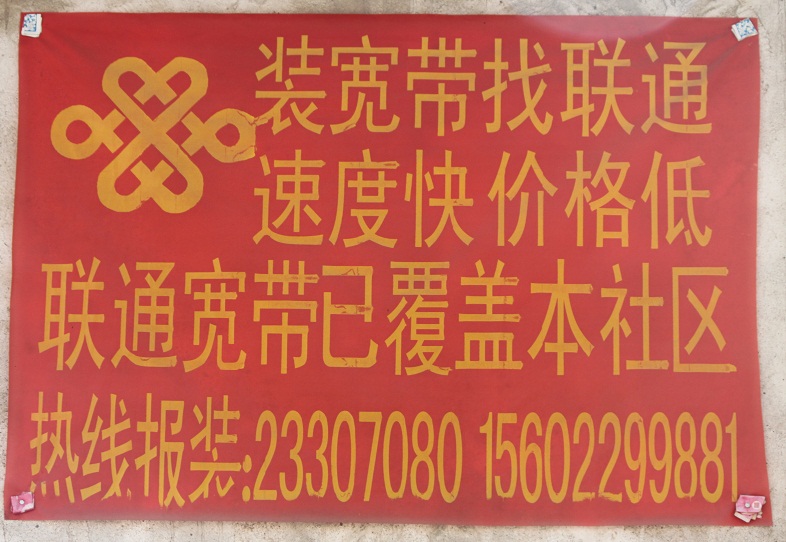 装宽带找联通
速度快 价格低
联通宽带已覆盖本社区
热线报装:23307080 15602299881